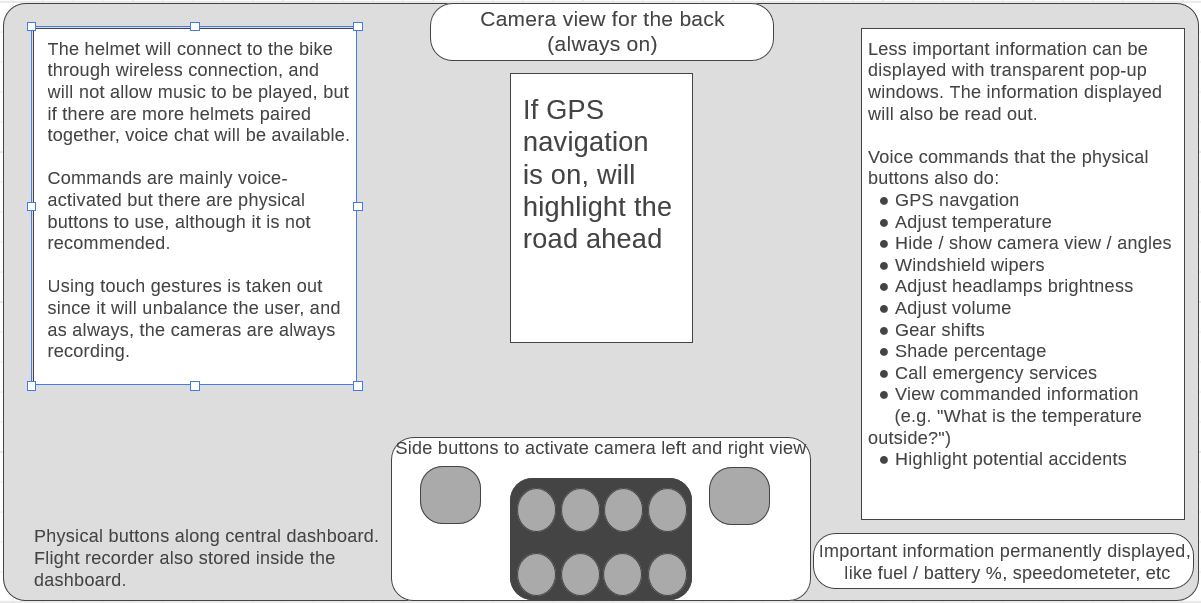 Camera view for the back
(always on)
The helmet will connect to the bike
through wireless connection, and
will not allow music to be played, but
if there are more helmets paired
together, voice chat will be available.
Commands are mainly voice-
activated but there are physical
buttons to use, although it is not
recommended.
Using touch gestures is taken out
since it will unbalance the user, and
as always, the cameras are always
recording.
If GPS
navigation
is on, will
highlight the
road ahead
Less important information can be
displayed with transparent pop-up
windows. The information displayed
will also be read out.
Voice commands that the physical
buttons also do:
● GPS navgation
● Adjust temperature
● Hide / show camera view / angles
● Windshield wipers
● Adjust headlamps brightness
● Adjust volume
● Gear shifts
● Shade percentage
● Call emergency services
● View commanded information
(e.g. "What is the temperature
outside?")
● Highlight potential accidents
Side buttons to activate camera left and right view
Physical buttons along central dashboard.
Flight recorder also stored inside the
dashboard.
Important information permanently displayed,
like fuel / battery %, speedometeter, etc